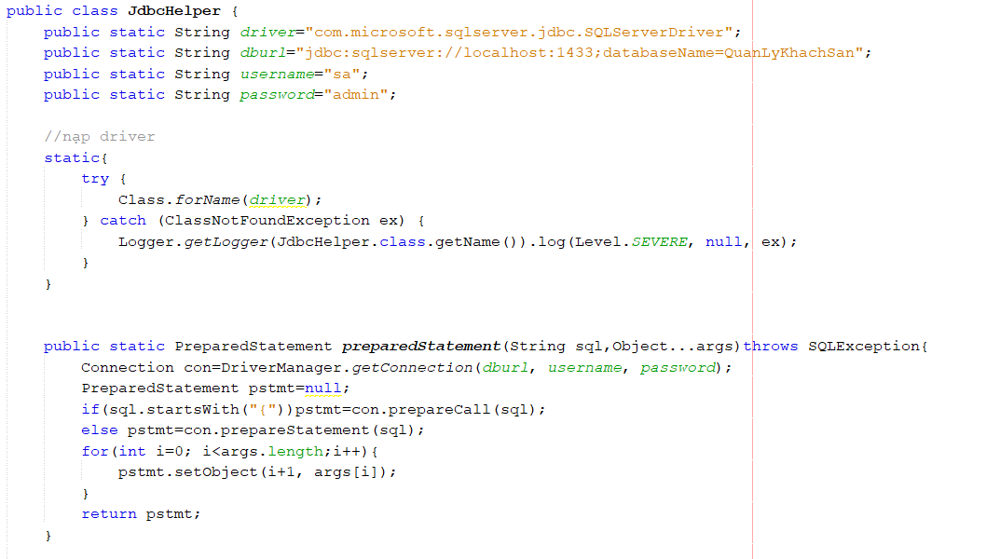 public class JdbcHelper {
    public static String driver="com.microsoft.sqlserver.jdbc.SQLServerDriver";
    public static String dburl="jdbc:sqlserver://localhost:1433;databaseName=QuanLyKhachSan";
    public static String username="sa";
    public static String password="admin";

    //nạp driver
    static{
        try {
            Class.forName(driver);
        } catch (ClassNotFoundException ex) {
            Logger.getLogger(JdbcHelper.class.getName()).log(Level.SEVERE, null, ex);
        }
    }


    public static PreparedStatement preparedStatement(String sql,Object...args)throws SQLException{
        Connection con=DriverManager.getConnection(dburl, username, password);
        PreparedStatement pstmt=null;
        if(sql.startsWith("{"))pstmt=con.prepareCall(sql);
        else pstmt=con.prepareStatement(sql);
        for(int i=0; i<args.length;i++){
            pstmt.setObject(i+1, args[i]);
        }
        return pstmt;
    }